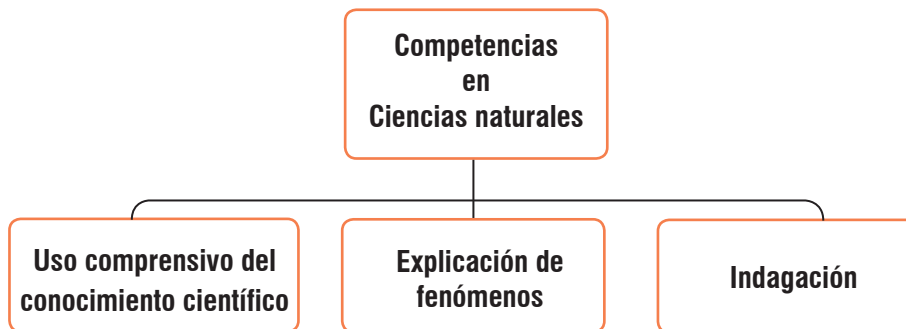 Competencias
en
Ciencias naturales
Uso comprensivo del
conocimiento científico
Explicación de
fenómenos
Indagación